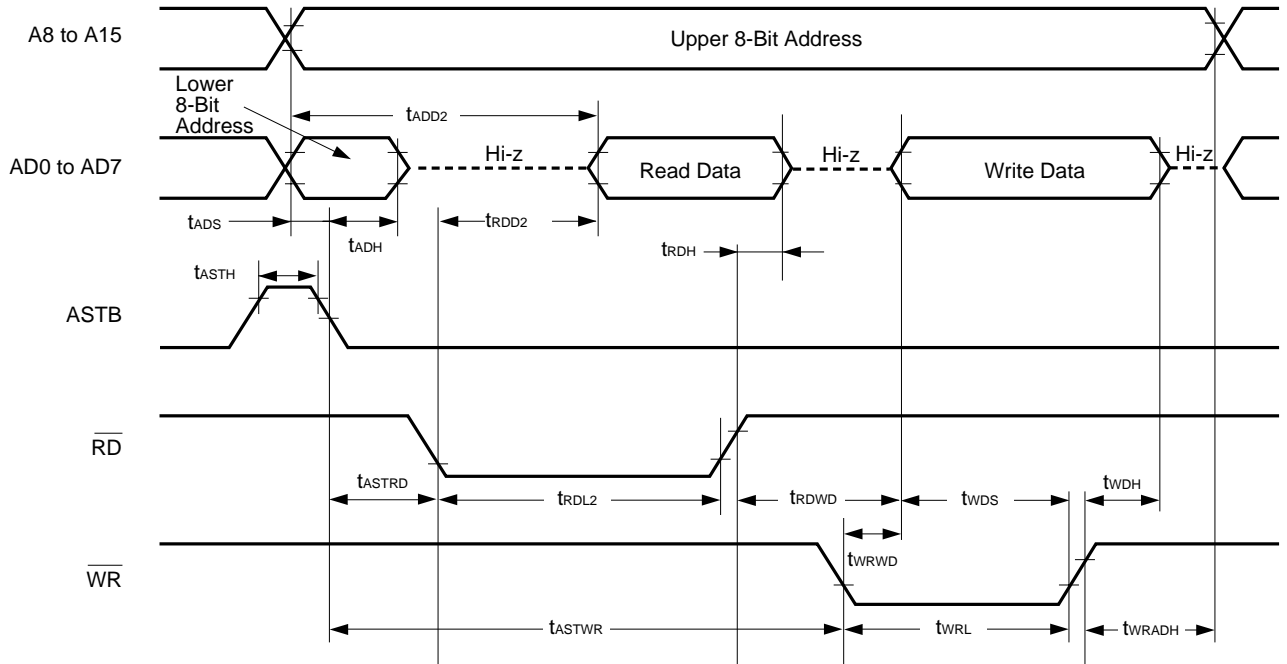 A8 to A15
Upper 8-Bit Address
Lower
8-Bit
Address
tADD2
AD0 to AD7
Hi-z
Read Data
Hi-z
Write Data
Hi-z
tADS
tADH
tRDD2
tRDH
tASTH
ASTB
RD
tASTRD
tRDL2
tRDWD
tWDS
tWDH
tWRWD
WR
tASTWR
tWRL
tWRADH